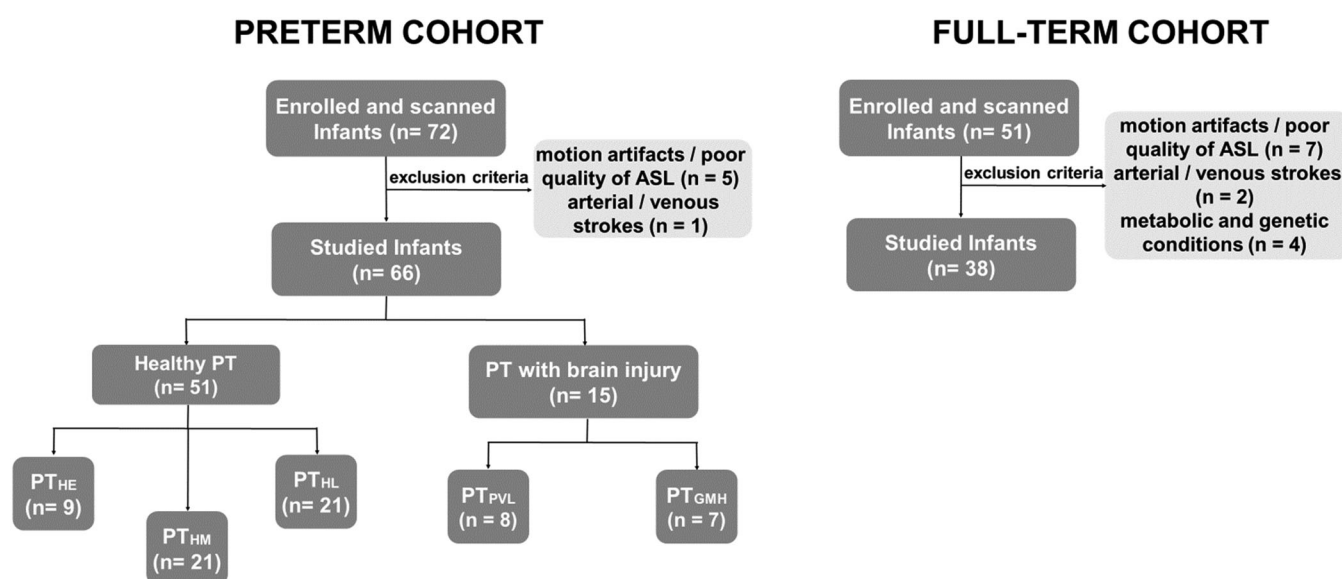 PRETERM COHORT
Enrolled and scanned
Infants (n= 72)
exclusion criteria
motion artifacts / poor
quality of ASL (n = 5)
arterial / venous
strokes (n = 1)
Studied Infants
(n= 66)
Healthy PT
(n= 51)
PT with brain injury
(n= 15)
PTHE
(n= 9)
PTHM
(n= 21)
PTHL
(n= 21)
PTPVL
(n = 8)
PTGMH
(n = 7)
FULL-TERM COHORT
Enrolled and scanned
Infants (n= 51)
exclusion criteria
motion artifacts / poor
quality of ASL (n = 7)
arterial / venous strokes
(n = 2)
metabolic and genetic
conditions (n = 4)
Studied Infants
(n= 38)